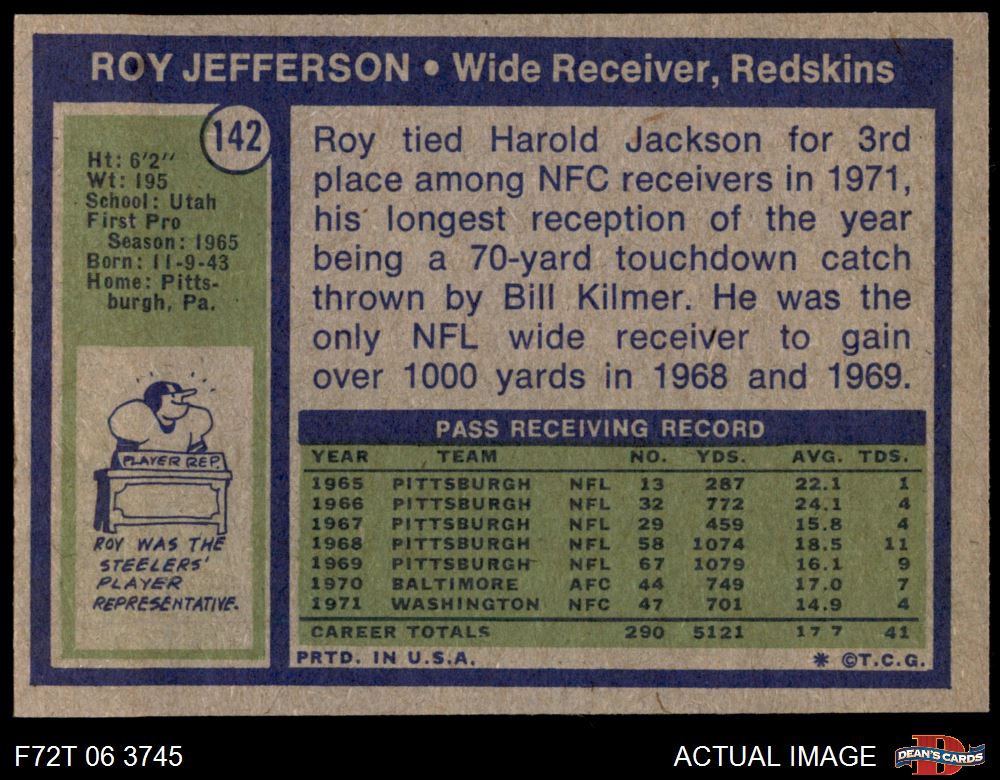 ROY JEFFERSON • Wide Receiver, Redskins
142
Ht: 6'2"
Wt: 195
School: Utah
First Pro
Season: 1965
Born: 11-9-43
Home: Pitts-
burgh, Pa.
PLAYER REP.
ROY WAS THE
STEELERS'
PLAYER
REPRESENTATIVE.
Roy tied Harold Jackson for 3rd
place among NFC receivers in 1971,
his longest reception of the year
being a 70-yard touchdown catch
thrown by Bill Kilmer. He was the
only NFL wide receiver to gain
over 1000 yards in 1968 and 1969.
PASS RECEIVING RECORD
YEAR TEAM NO. YDS. AVG. TDS.
1965 PITTSBURGH NFL 13 287 22.1 1
1966 PITTSBURGH NFL 32 772 24.1 4
1967 PITTSBURGH NFL 29 459 15.8 4
1968 PITTSBURGH NFL 58 1074 18.5 11
1969 PITTSBURGH NFL 67 1079 16.1 9
1970 BALTIMORE AFC 44 749 17.0 7
1971 WASHINGTON NFC 47 701 14.9 4
CAREER TOTALS 290 5121 17 7 41
PRTD. IN U.S.A. * ©T.C.G.
F72T 06 3745
ACTUAL IMAGE
D
DEAN'S CARDS